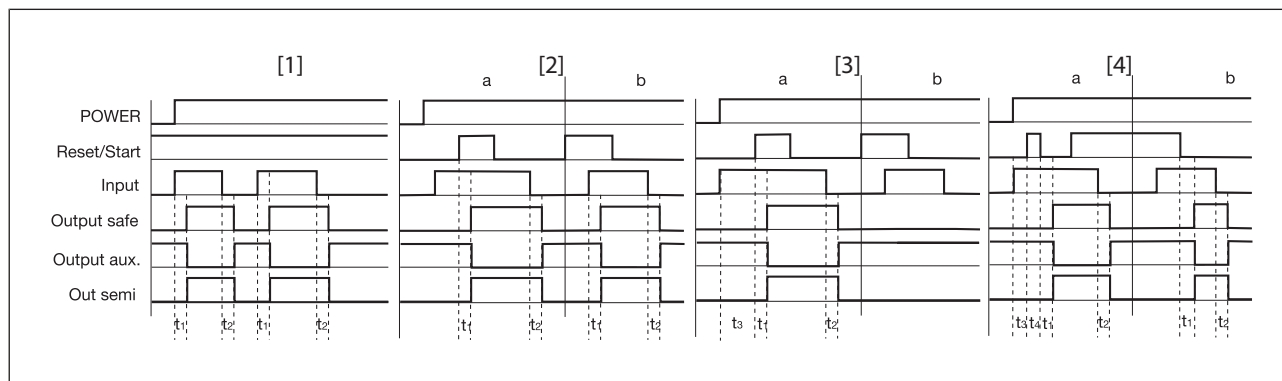 [1] [2] [3] [4]
a b a b a b
POWER
Reset/Start
Input
Output safe
Output aux.
Out semi
t1 t2 t1 t2 t1 t2 t1 t2 t3 t1 t2 t3 t4 t1 t2 t1 t2